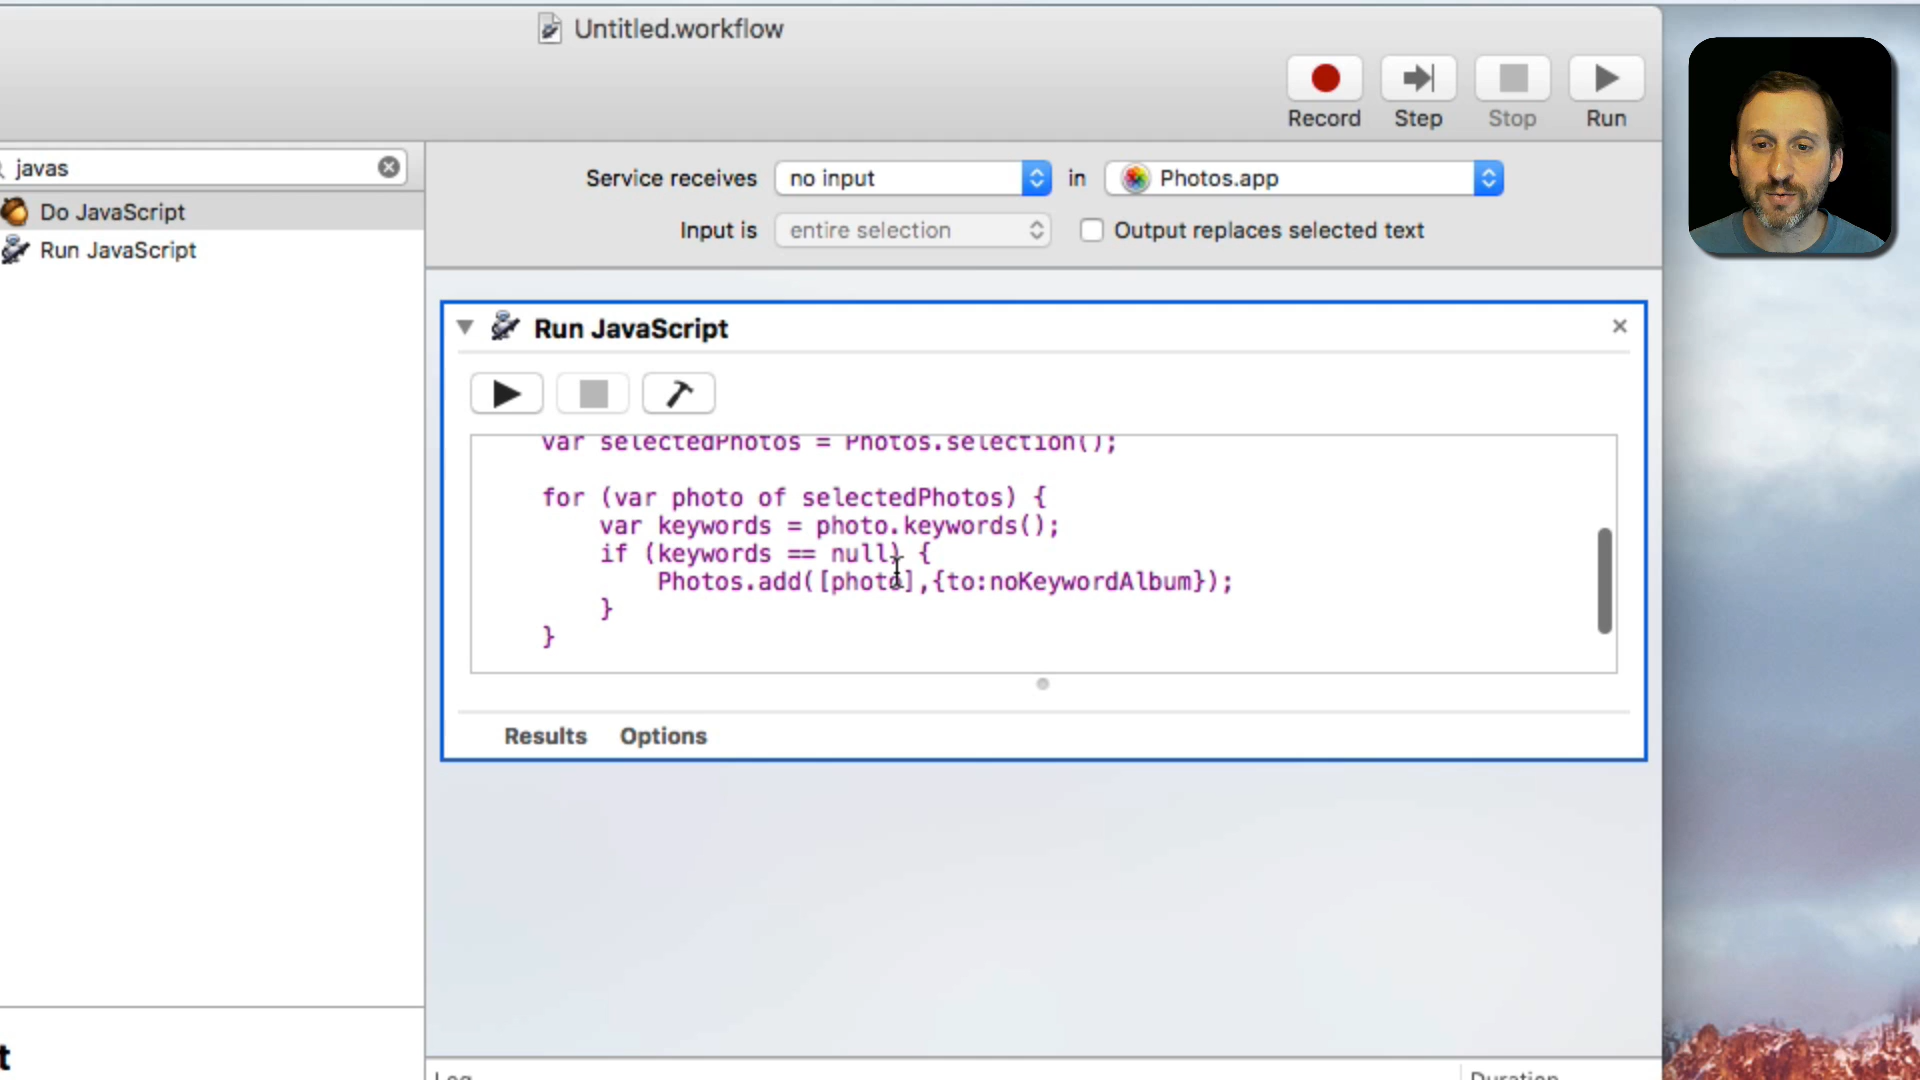 Untitled.workflow
Record Step Stop Run
javas
Do JavaScript
Run JavaScript
Service receives no input in Photos.app
Input is entire selection Output replaces selected text
Run JavaScript
var selectedPhotos = Photos.selection();
for (var photo of selectedPhotos) {
var keywords = photo.keywords();
if (keywords == null) {
Photos.add([photo],{to:noKeywordAlbum});
}
}
Results Options
t
Log Duration